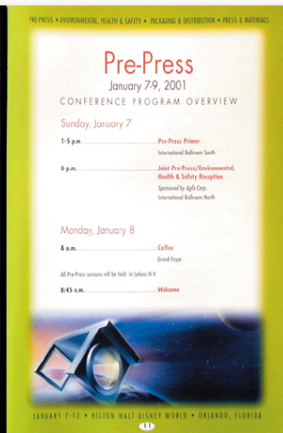 PRE-PRESS • ENVIRONMENTAL, HEALTH & SAFETY • PACKAGING & DISTRIBUTION • PRESS & MATERIALS
Pre-Press
January 7-9, 2001
CONFERENCE PROGRAM OVERVIEW
Sunday, January 7
1-5 p.m. Pre-Press Primer
International Ballroom South
6 p.m. Joint Pre-Press/Environmental,
Health & Safety Reception
Sponsored by Agfa Corp.
International Ballroom North
Monday, January 8
8 a.m. Coffee
Grand Foyer
All Pre-Press sessions will be held in Salons IV-V
8:45 a.m. Welcome
JANUARY 7-12 • HILTON WALT DISNEY WORLD • ORLANDO, FLORIDA
11